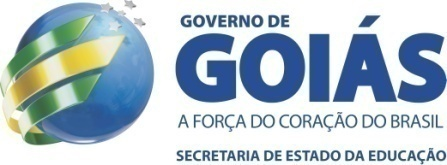 GOVERNO DE
GOIÁS
A FORÇA DO CORAÇÃO DO BRASIL
SECRETARIA DE ESTADO DA EDUCAÇÃO